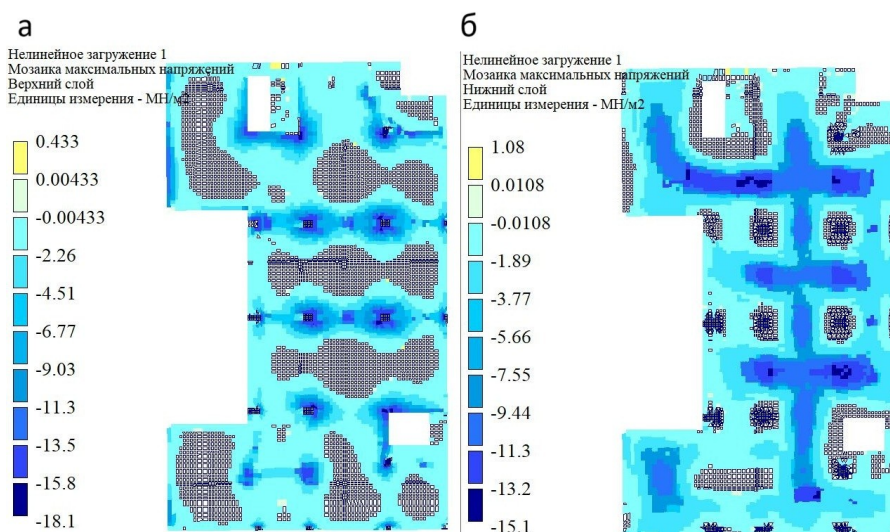 а
Нелинейное загружение 1
Мозаика максимальных напряжений
Верхний слой
Единицы измерения - МН/м2
0.433
0.00433
-0.00433
-2.26
-4.51
-6.77
-9.03
-11.3
-13.5
-15.8
-18.1
б
Нелинейное загружение 1
Мозаика максимальных напряжений
Нижний слой
Единицы измерения - МН/м2
1.08
0.0108
-0.0108
-1.89
-3.77
-5.66
-7.55
-9.44
-11.3
-13.2
-15.1